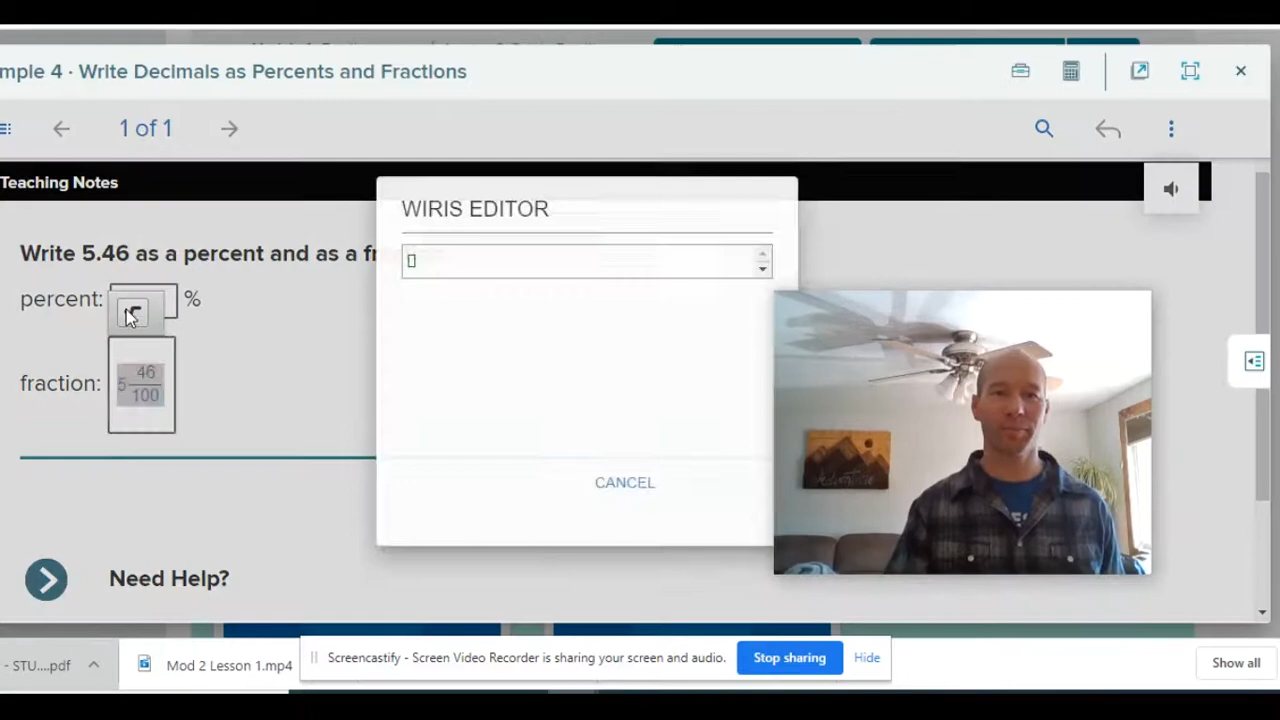 mple 4 · Write Decimals as Percents and Fractions
1 of 1
Teaching Notes
WIRIS EDITOR
Write 5.46 as a percent and as a fr
percent: %
fraction: 5 46/100
CANCEL
Adventure
Need Help?
- STU....pdf
Mod 2 Lesson 1.mp4
Screencastify - Screen Video Recorder is sharing your screen and audio.
Stop sharing
Hide
Show all